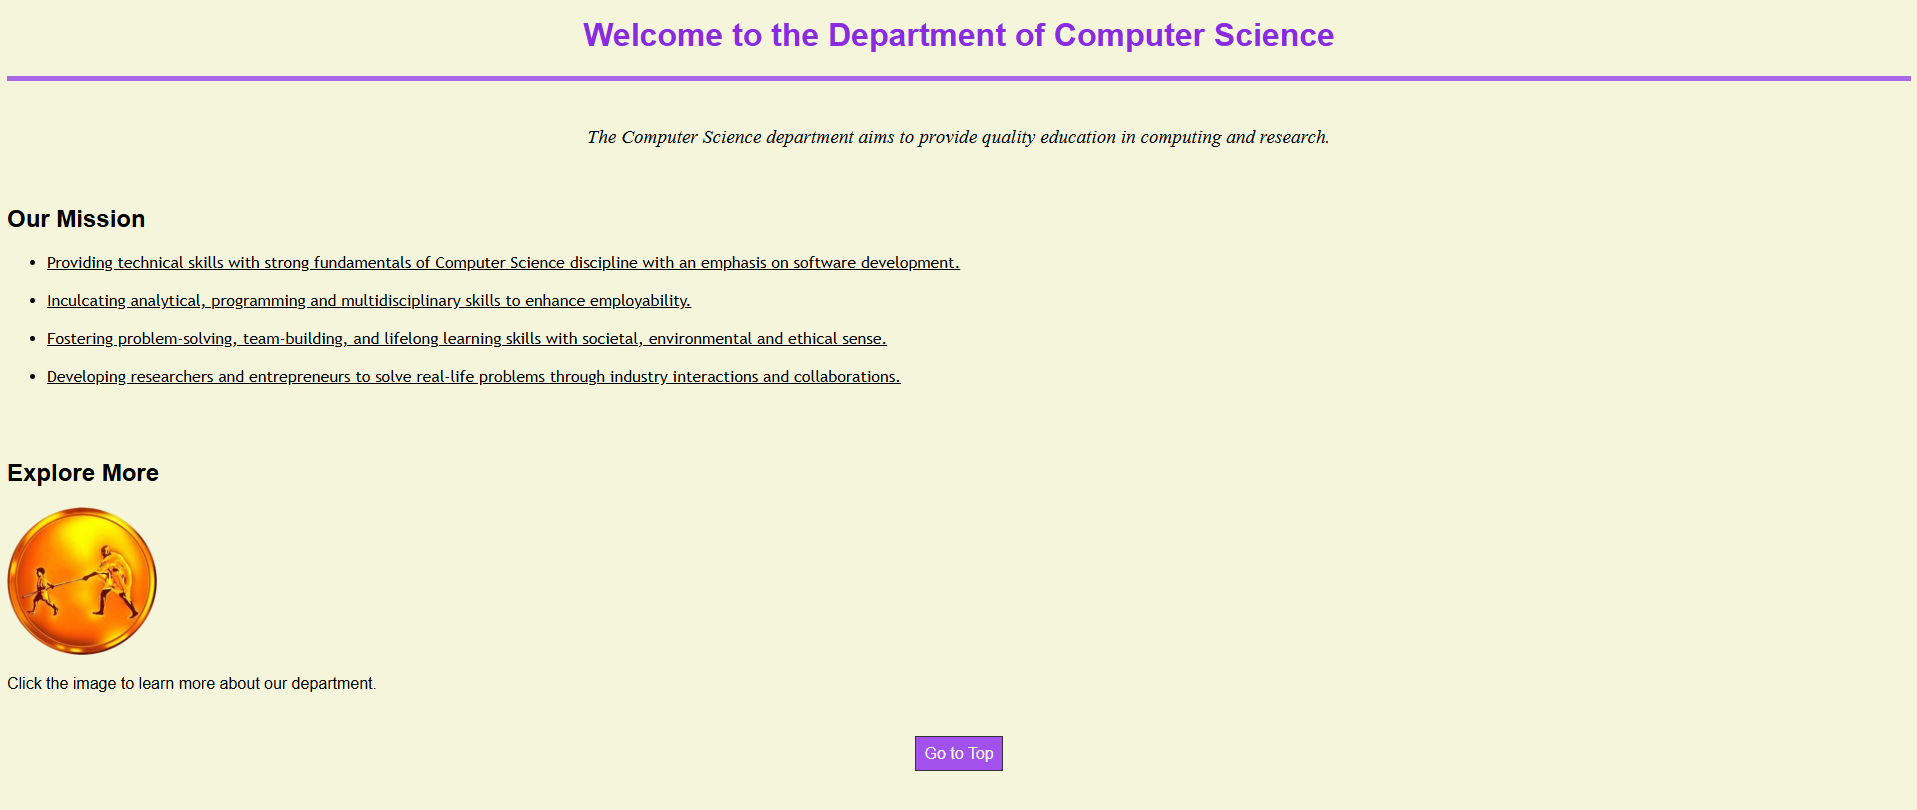 Welcome to the Department of Computer Science
The Computer Science department aims to provide quality education in computing and research.
Our Mission
• Providing technical skills with strong fundamentals of Computer Science discipline with an emphasis on software development.
• Inculcating analytical, programming and multidisciplinary skills to enhance employability.
• Fostering problem-solving, team-building, and lifelong learning skills with societal, environmental and ethical sense.
• Developing researchers and entrepreneurs to solve real-life problems through industry interactions and collaborations.
Explore More
Click the image to learn more about our department.
Go to Top